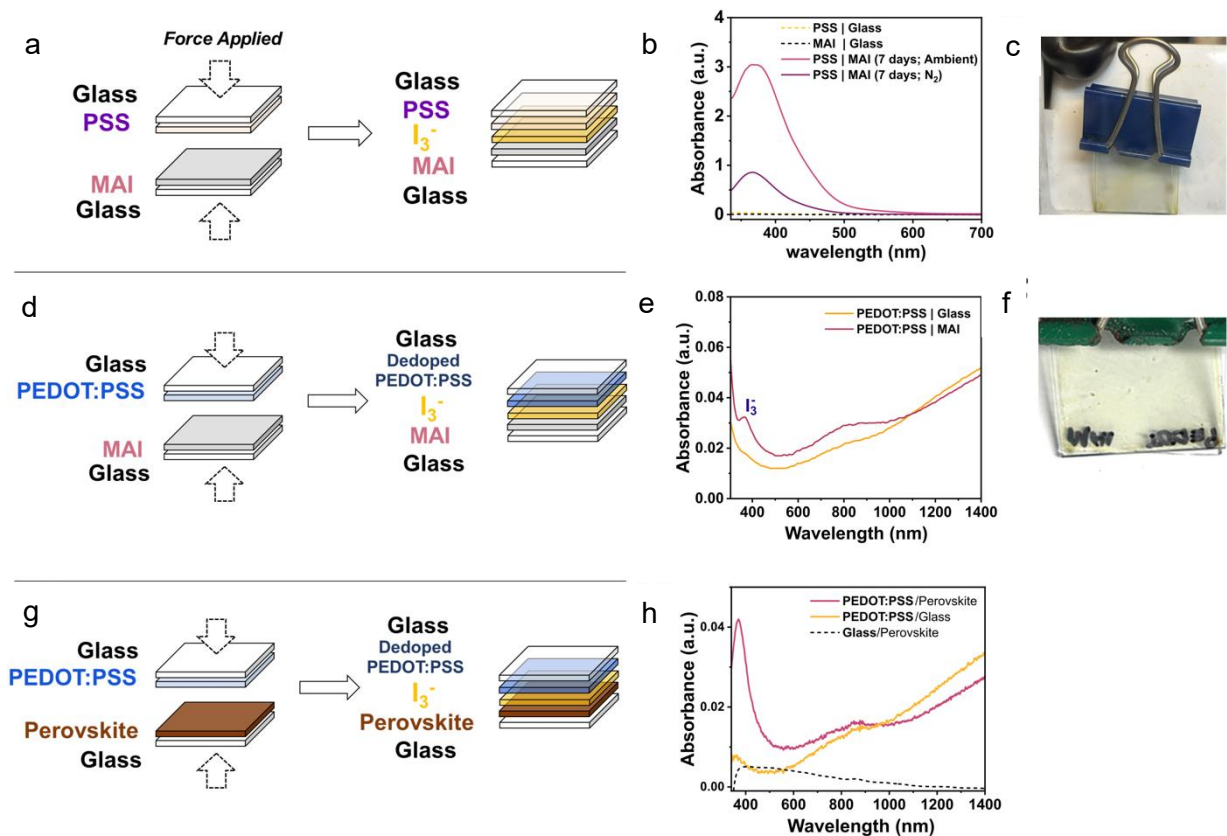 a
Force Applied
Glass
PSS
MAI
Glass
Glass
PSS
I₃⁻
MAI
Glass
b
Absorbance (a.u.)
4
3
2
1
0
PSS | Glass
MAI | Glass
PSS | MAI (7 days; Ambient)
PSS | MAI (7 days; N₂)
400 500 600 700
wavelength (nm)
c
d
Glass
PEDOT:PSS
MAI
Glass
Glass
Dedoped
PEDOT:PSS
I₃⁻
MAI
Glass
e
Absorbance (a.u.)
0.08
0.06
0.04
0.02
0.00
PEDOT:PSS | Glass
PEDOT:PSS | MAI
I₃⁻
400 600 800 1000 1200 1400
Wavelength (nm)
f
g
Glass
PEDOT:PSS
Perovskite
Glass
Glass
Dedoped
PEDOT:PSS
I₃⁻
Perovskite
Glass
h
Absorbance (a.u.)
0.04
0.02
0.00
PEDOT:PSS/Perovskite
PEDOT:PSS/Glass
Glass/Perovskite
400 600 800 1000 1200 1400
Wavelength (nm)